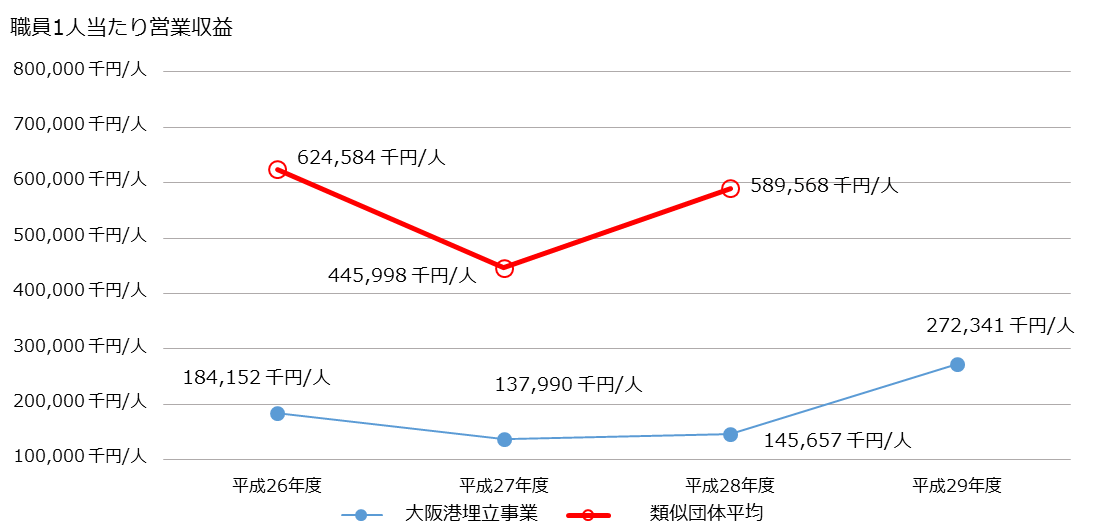 職員1人当たり営業収益
800,000 千円/人
700,000 千円/人
624,584 千円/人
600,000 千円/人
589,568 千円/人
500,000 千円/人
445,998 千円/人
400,000 千円/人
272,341 千円/人
300,000 千円/人
184,152 千円/人
137,990 千円/人
200,000 千円/人
145,657 千円/人
100,000 千円/人
平成26年度 平成27年度 平成28年度 平成29年度
大阪港埋立事業 類似団体平均